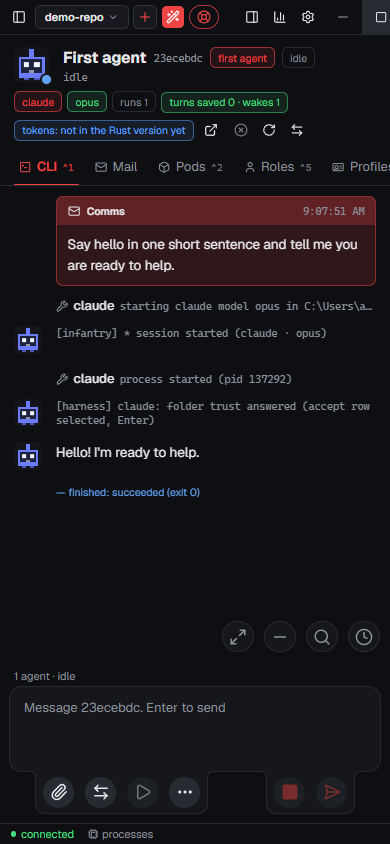 demo-repo
First agent 23ecebdc first agent idle
idle
claude opus runs 1 turns saved 0 · wakes 1
tokens: not in the Rust version yet
CLI ^1 Mail Pods ^2 Roles ^5 Profiles
Comms 9:07:51 AM
Say hello in one short sentence and tell me you
are ready to help.
claude starting claude model opus in C:\Users\a…
[infantry] * session started (claude · opus)
claude process started (pid 137292)
[harness] claude: folder trust answered (accept row
selected, Enter)
Hello! I'm ready to help.
— finished: succeeded (exit 0)
1 agent · idle
Message 23ecebdc. Enter to send
connected processes